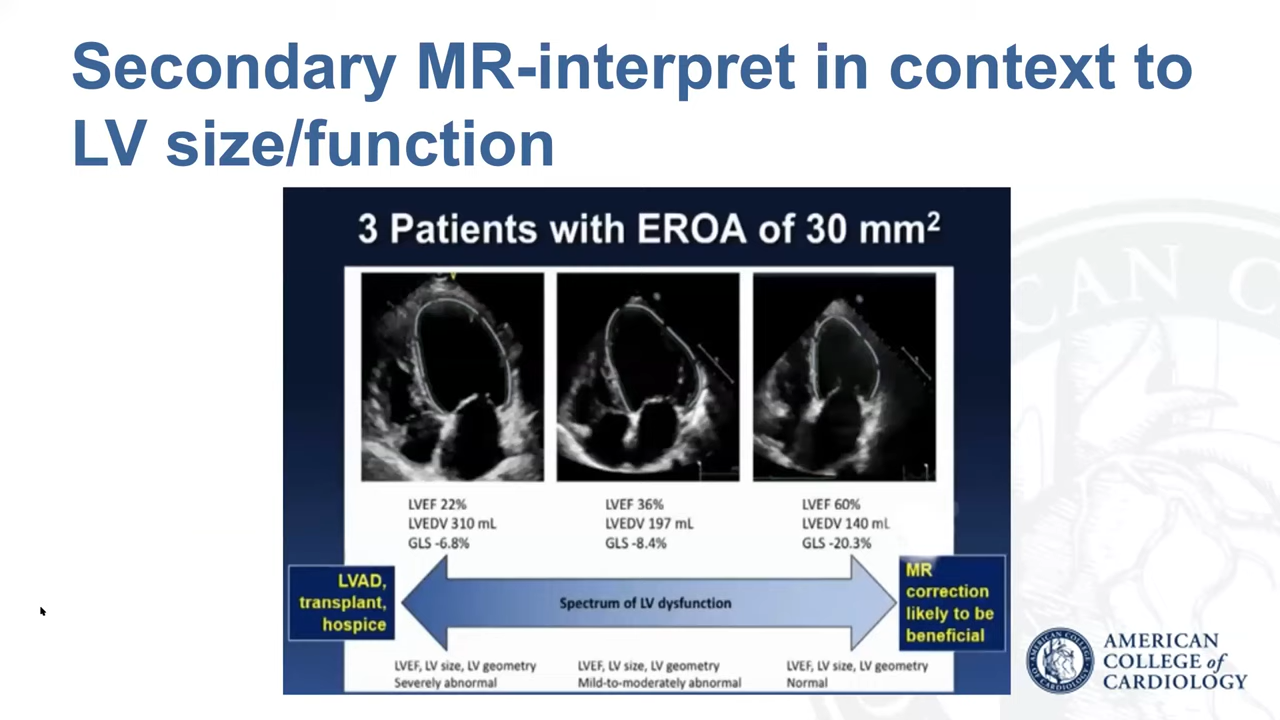 Secondary MR-interpret in context to
LV size/function
3 Patients with EROA of 30 mm²
LVEF 22%
LVEDV 310 mL
GLS -6.8%
LVEF 36%
LVEDV 197 mL
GLS -8.4%
LVEF 60%
LVEDV 140 mL
GLS -20.3%
LVAD,
transplant,
hospice
Spectrum of LV dysfunction
MR
correction
likely to be
beneficial
LVEF, LV size, LV geometry
Severely abnormal
LVEF, LV size, LV geometry
Mild-to-moderately abnormal
LVEF, LV size, LV geometry
Normal
AMERICAN
COLLEGE of
CARDIOLOGY